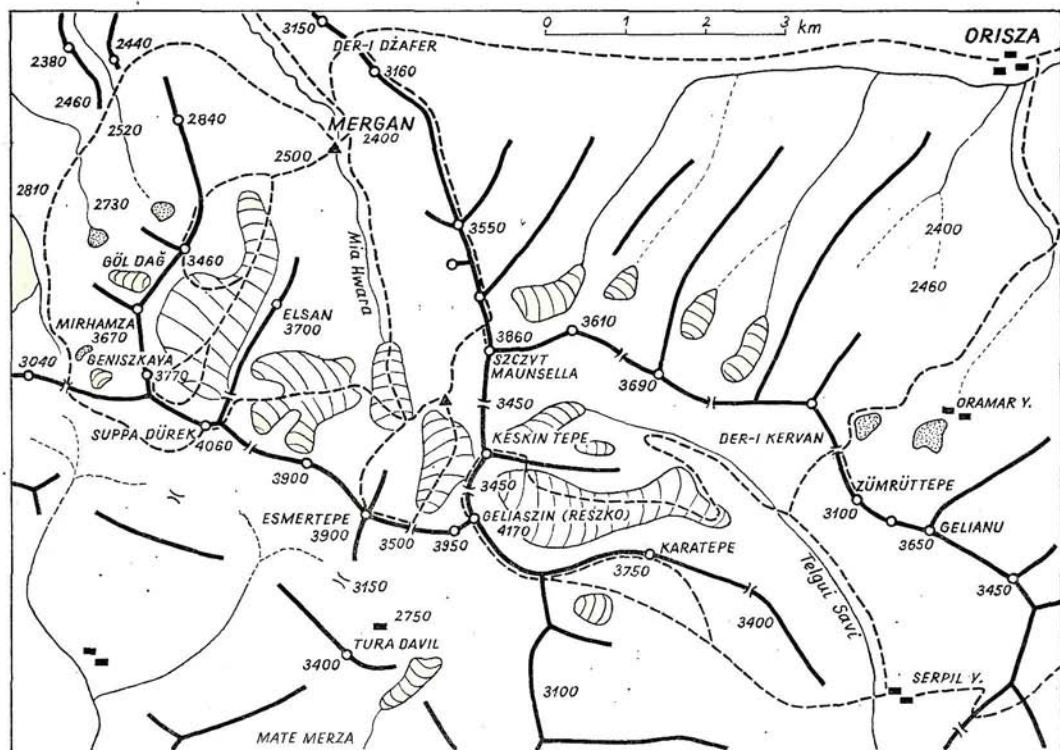 3150
0 1 2 3 km
ORISZA
2380
2440
DER-I DŻAFER
3160
2460
2520
2840
MERGAN
2400
2500
2810
2730
3550
2400
GÖL DAĞ
3460
Mia Hwara
2460
ELSAN
3700
MIRHAMZA
3670
3860
SZCZYT
MAUNSELLA
3610
3040
GENISZKAYA
3770
3690
3450
ORAMAR Y.
SUPPA DÜREK
4060
KESKIN TEPE
3450
DER-I KERVAN
3900
ZÜMRÜTTEPE
3100
ESMERTEPE
3900
3500
3950
GELIASZIN (RESZKO)
4170
GELIANU
3650
KARATEPE
3750
3450
3150
2750
Telgui Savi
3400
TURA DAVIL
3400
3100
SERPIL Y.
MATE MERZA